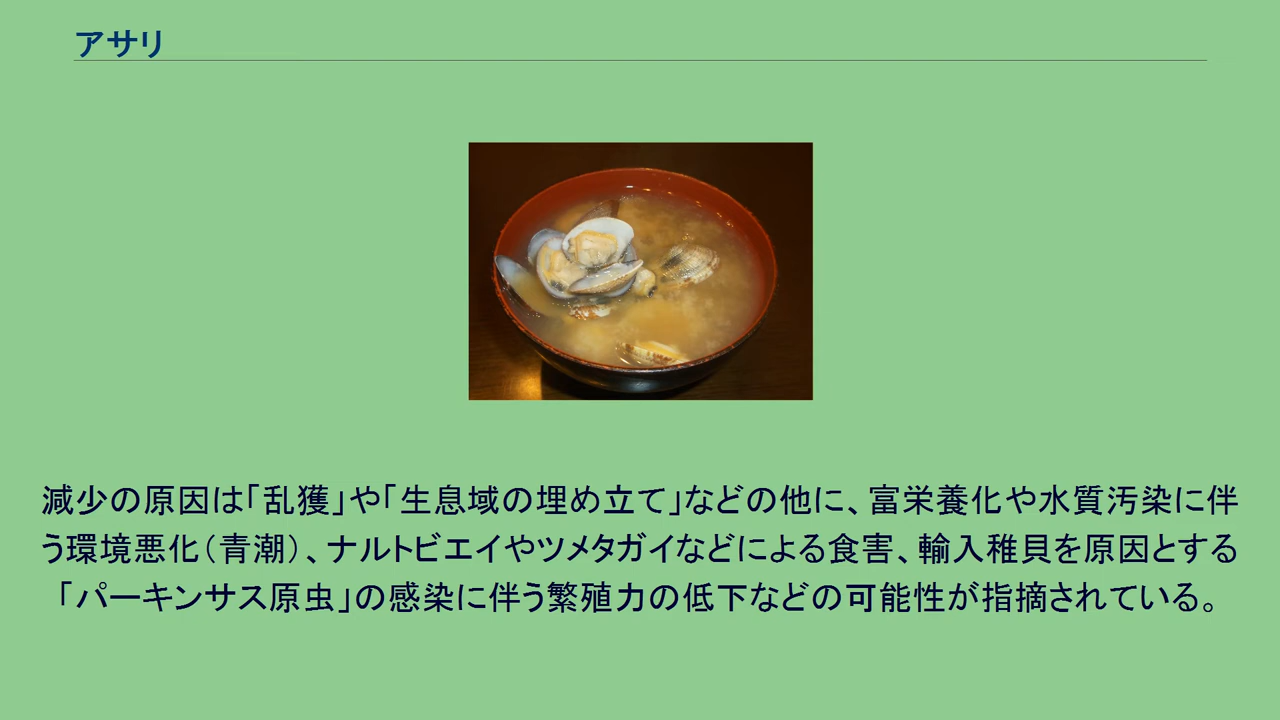 アサリ
減少の原因は「乱獲」や「生息域の埋め立て」などの他に、富栄養化や水質汚染に伴
う環境悪化（青潮）、ナルトビエイやツメタガイなどによる食害、輸入稚貝を原因とする
「パーキンサス原虫」の感染に伴う繁殖力の低下などの可能性が指摘されている。